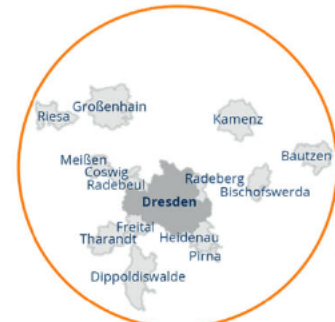 Großenhain
Riesa
Kamenz
Meißen
Coswig
Radebeul
Bautzen
Radeberg
Bischofswerda
Dresden
Freital
Tharandt
Heidenau
Pirna
Dippoldiswalde